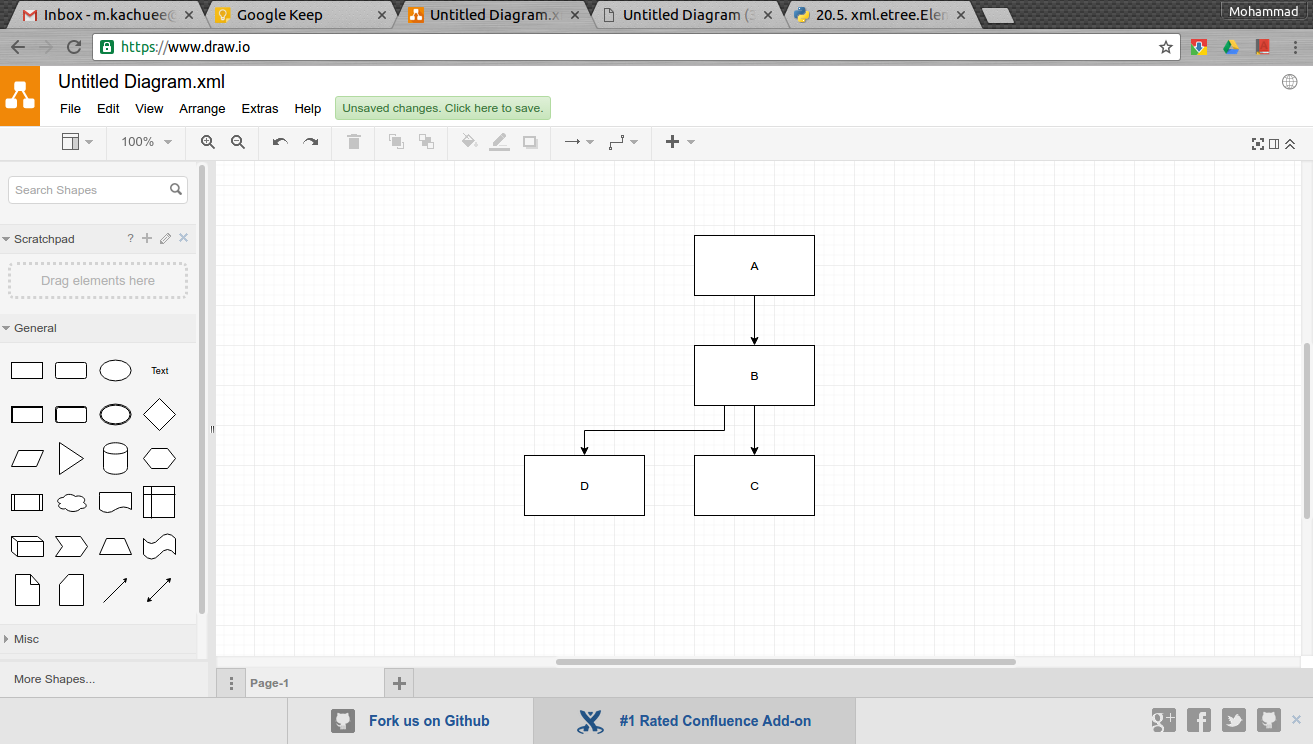 Mohammad
Inbox - m.kachuee@
Google Keep
Untitled Diagram.x
Untitled Diagram (3
20.5. xml.etree.Elen
https://www.draw.io
Untitled Diagram.xml
File Edit View Arrange Extras Help Unsaved changes. Click here to save.
100%
Search Shapes
Scratchpad ?
Drag elements here
General
Text
A
B
D C
Misc
More Shapes...
Page-1
Fork us on Github #1 Rated Confluence Add-on